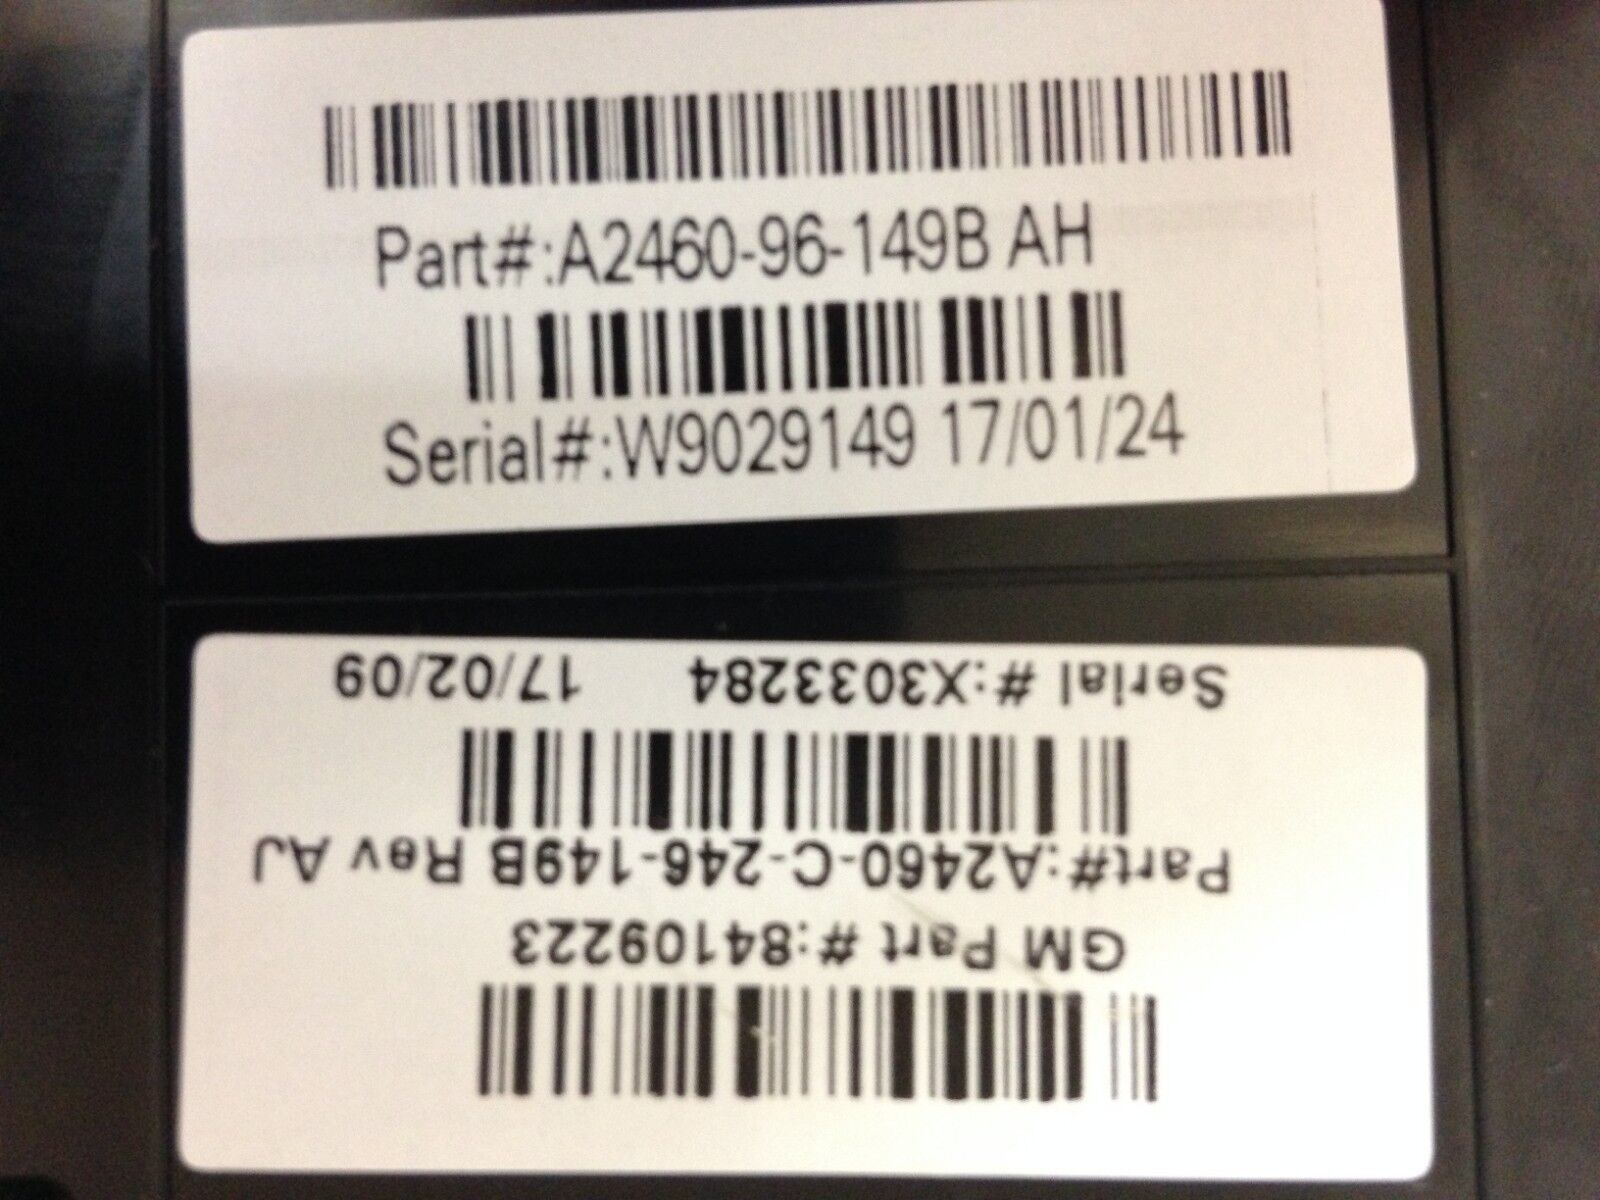 Part#:A2460-96-149B AH
Serial#:W9029149 17/01/24
GM Part #:84109223
Part#:A2460-C-246-149B Rev AJ
Serial #:X3033284 17/02/09